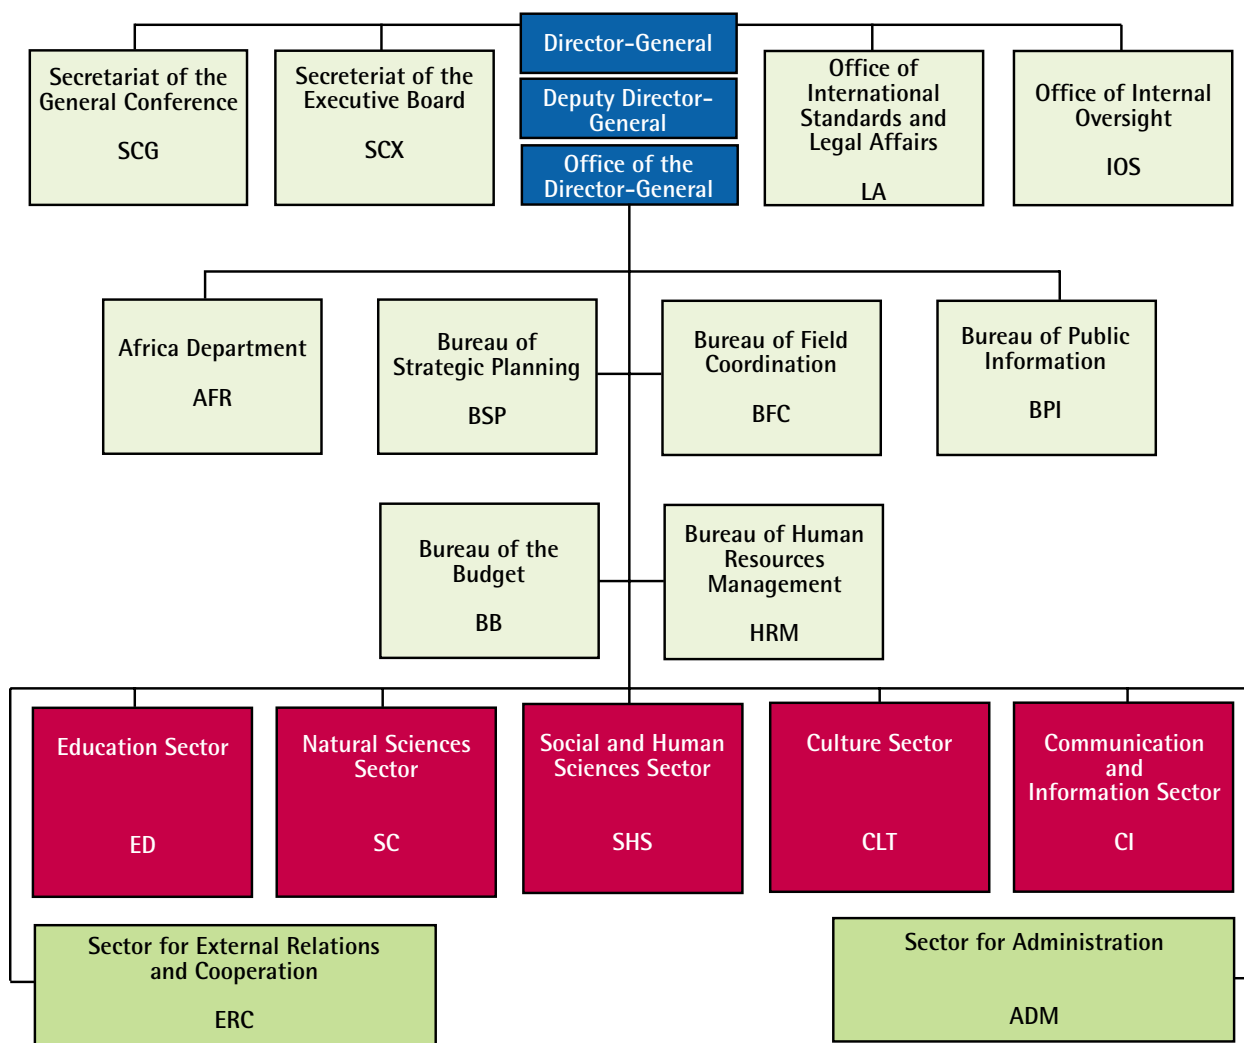 Director-General
Deputy Director-
General
Office of the
Director-General
Secretariat of the
General Conference
SCG
Secreteriat of the
Executive Board
SCX
Office of
International
Standards and
Legal Affairs
LA
Office of Internal
Oversight
IOS
Africa Department
AFR
Bureau of
Strategic Planning
BSP
Bureau of Field
Coordination
BFC
Bureau of Public
Information
BPI
Bureau of the
Budget
BB
Bureau of Human
Resources
Management
HRM
Education Sector
ED
Natural Sciences
Sector
SC
Social and Human
Sciences Sector
SHS
Culture Sector
CLT
Communication
and
Information Sector
CI
Sector for External Relations
and Cooperation
ERC
Sector for Administration
ADM